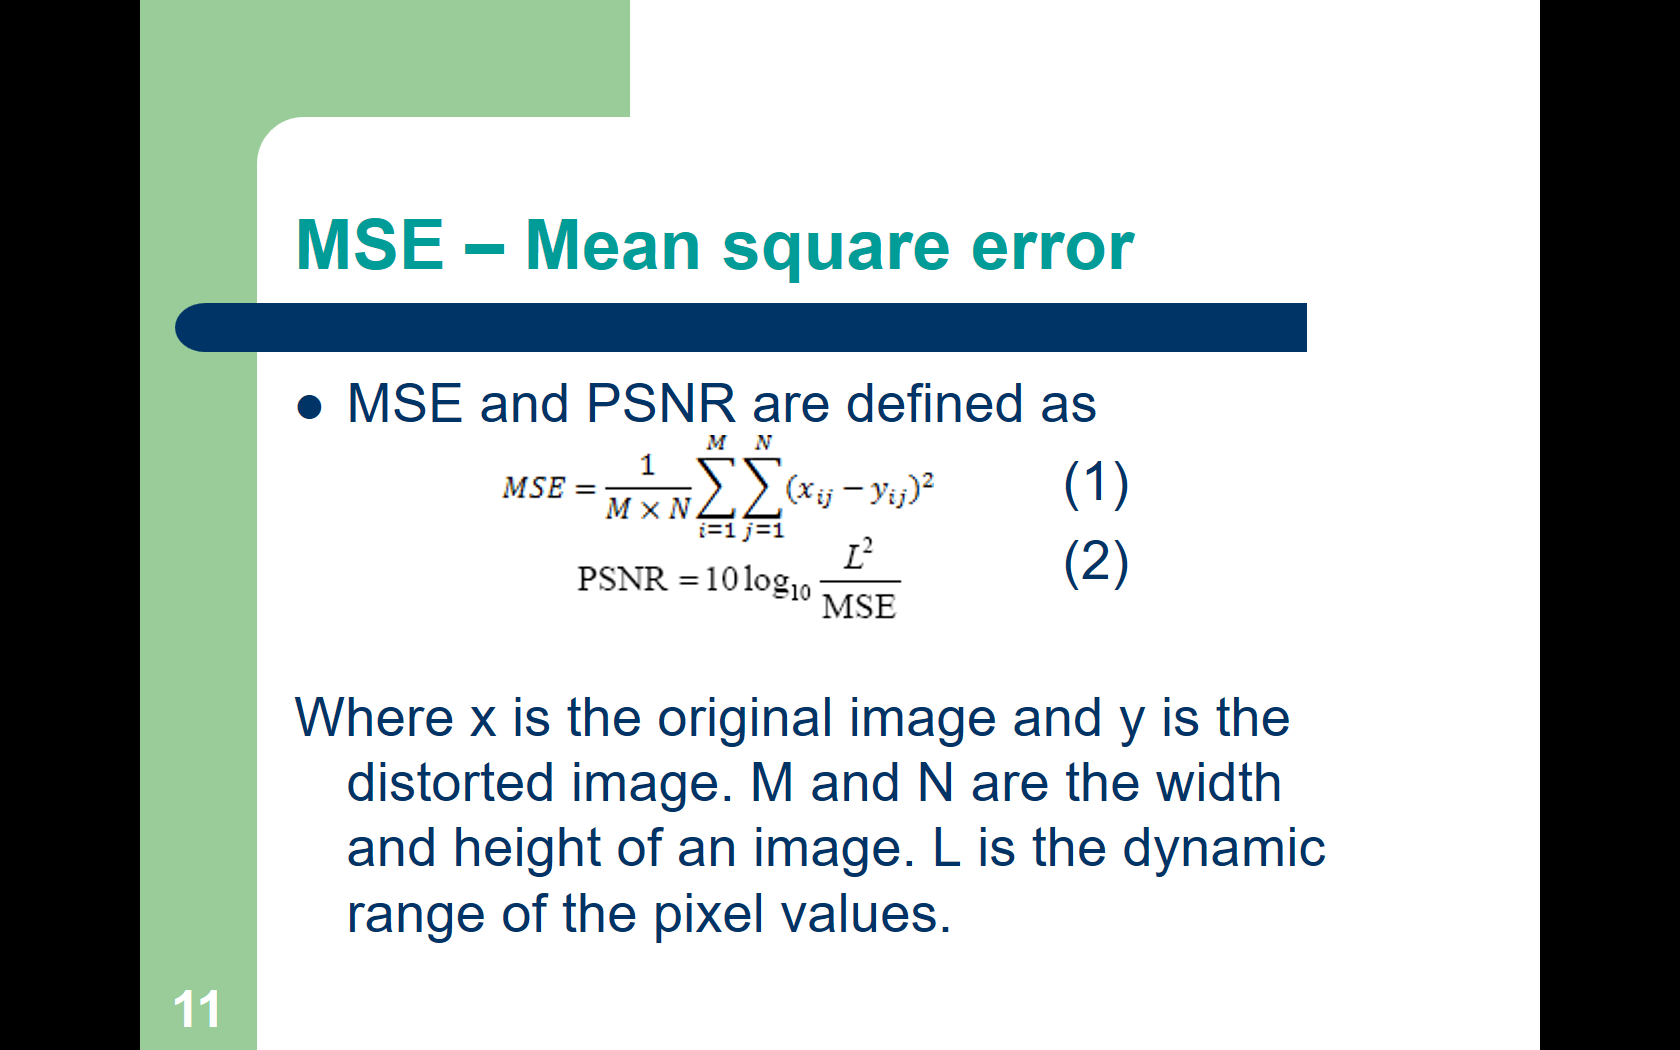 MSE – Mean square error
● MSE and PSNR are defined as
MSE = \frac{1}{M × N} \sum_{i=1}^{M} \sum_{j=1}^{N} (x_{ij} − y_{ij})^2 (1)
PSNR = 10 log_{10} \frac{L^2}{MSE} (2)
Where x is the original image and y is the
distorted image. M and N are the width
and height of an image. L is the dynamic
range of the pixel values.
11